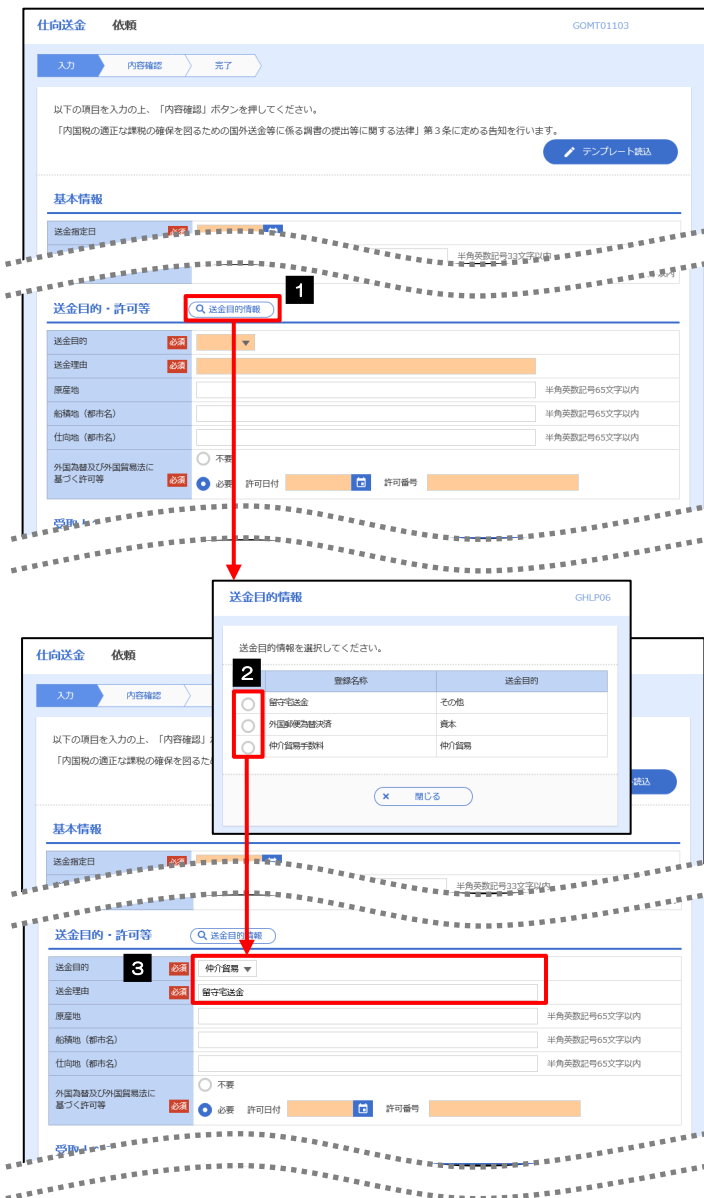 仕向送金 依頼 GOMT01103
入力 内容確認 完了
以下の項目を入力の上、「内容確認」ボタンを押してください。
「内国税の適正な課税の確保を図るための国外送金等に係る調書の提出等に関する法律」第３条に定める告知を行います。
テンプレート読込
基本情報
送金指定日 必須
半角英数記号33文字以内
1
送金目的・許可等 送金目的情報
送金目的 必須
送金理由 必須
原産地 半角英数記号65文字以内
船積地（都市名） 半角英数記号65文字以内
仕向地（都市名） 半角英数記号65文字以内
不要
外国為替及び外国貿易法に
基づく許可等 必須 必要 許可日付 許可番号
送金目的情報 GHLP06
送金目的情報を選択してください。
2
登録名称 送金目的
留守宅送金 その他
外国郵便為替決済 資本
仲介貿易手数料 仲介貿易
× 閉じる
仕向送金 依頼
入力 内容確認
以下の項目を入力の上、「内容確認」
「内国税の適正な課税の確保を図るた
読込
基本情報
送金指定日 必須
半角英数記号33文字以内
送金目的・許可等 送金目的情報
3
送金目的 必須 仲介貿易
送金理由 必須 留守宅送金
原産地 半角英数記号65文字以内
船積地（都市名） 半角英数記号65文字以内
仕向地（都市名） 半角英数記号65文字以内
不要
外国為替及び外国貿易法に
基づく許可等 必須 必要 許可日付 許可番号